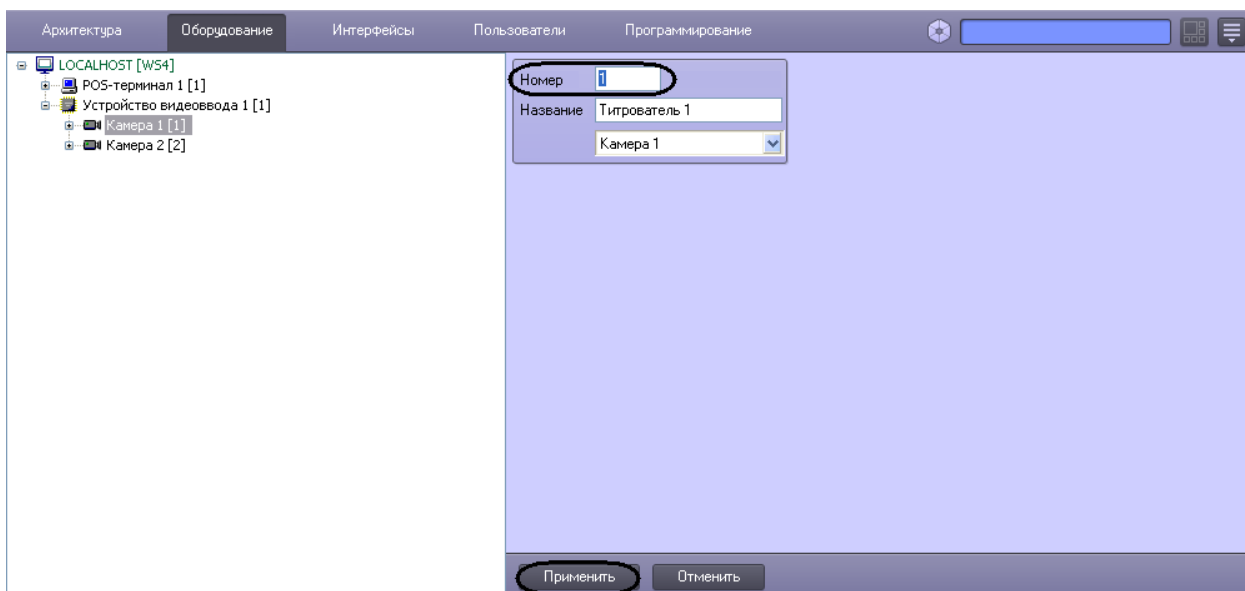 Архитектура Оборудование Интерфейсы Пользователи Программирование
LOCALHOST [WS4]
POS-терминал 1 [1]
Устройство видеоввода 1 [1]
Камера 1 [1]
Камера 2 [2]
Номер 1
Название Титрователь 1
Камера 1
Применить Отменить